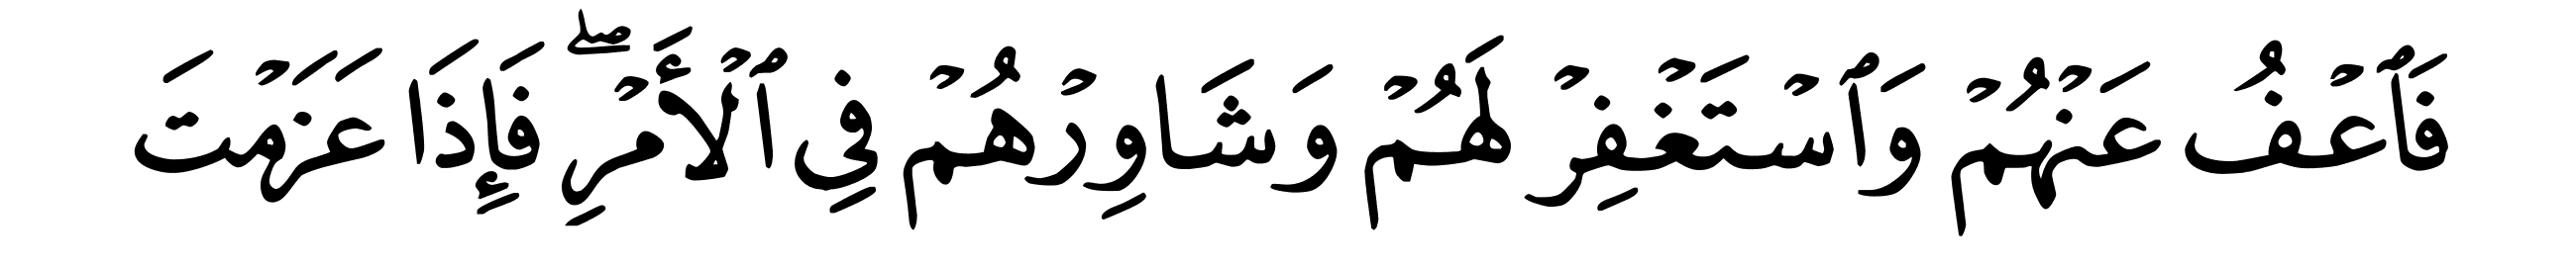 فَٱعۡفُ عَنۡهُمۡ وَٱسۡتَغۡفِرۡ لَهُمۡ وَشَاوِرۡهُمۡ فِي ٱلۡأَمۡرِۖ فَإِذَا عَزَمۡتَ